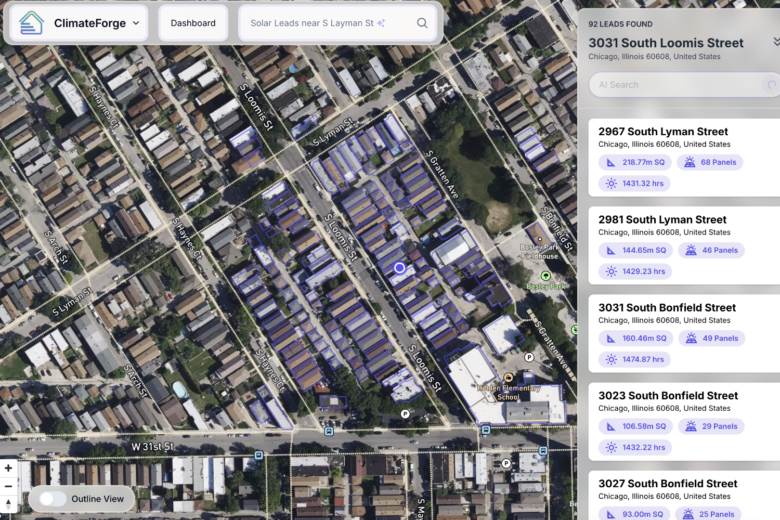 ClimateForge
Dashboard
Solar Leads near S Layman St
92 LEADS FOUND
3031 South Loomis Street
Chicago, Illinois 60608, United States
AI Search
2967 South Lyman Street
Chicago, Illinois 60608, United States
218.77m SQ
68 Panels
1431.32 hrs
2981 South Lyman Street
Chicago, Illinois 60608, United States
144.65m SQ
46 Panels
1429.23 hrs
3031 South Bonfield Street
Chicago, Illinois 60608, United States
160.46m SQ
49 Panels
1474.87 hrs
3023 South Bonfield Street
Chicago, Illinois 60608, United States
106.58m SQ
29 Panels
1432.22 hrs
3027 South Bonfield Street
Chicago, Illinois 60608, United States
93.00m SQ
25 Panels
S Haynes Ct
S Loomis St
S Lyman St
S Gratten Ave
S Bonfield St
S Haynes Ct
S Loomis St
S Arch St
Bosley Park
Fieldhouse
Bosley Park
S Lyman St
S Gratten Ave
P
S Arch St
S Haynes Ct
S Loomis St
Holden Elementary
School
P
W 31st St
P
S Ma
Be
+
−
Outline View